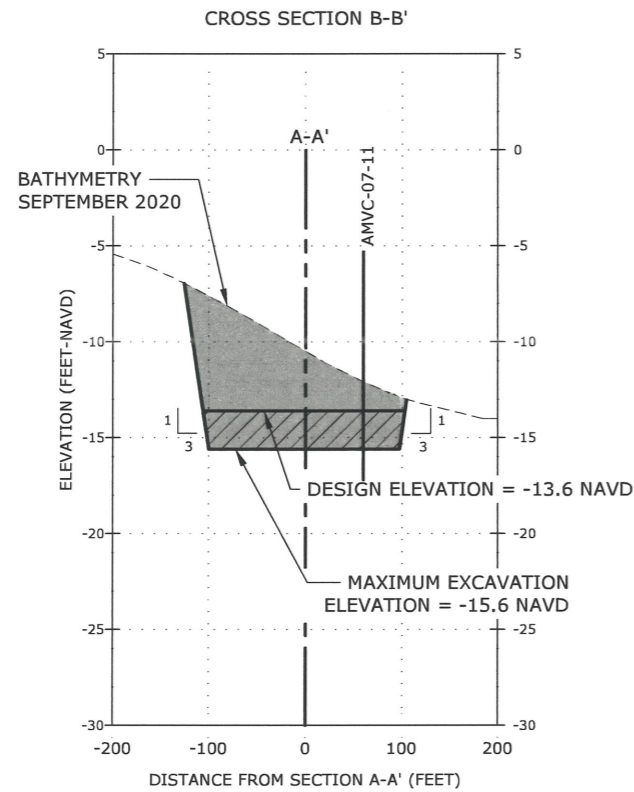 CROSS SECTION B-B'
5
5
A-A'
0
0
AMVC-07-11
BATHYMETRY
SEPTEMBER 2020
-5
-5
-10
-10
ELEVATION (FEET-NAVD)
1
1
3
3
-15
-15
DESIGN ELEVATION = -13.6 NAVD
-20
-20
MAXIMUM EXCAVATION
ELEVATION = -15.6 NAVD
-25
-25
-30
-30
-200 -100 0 100 200
DISTANCE FROM SECTION A-A' (FEET)